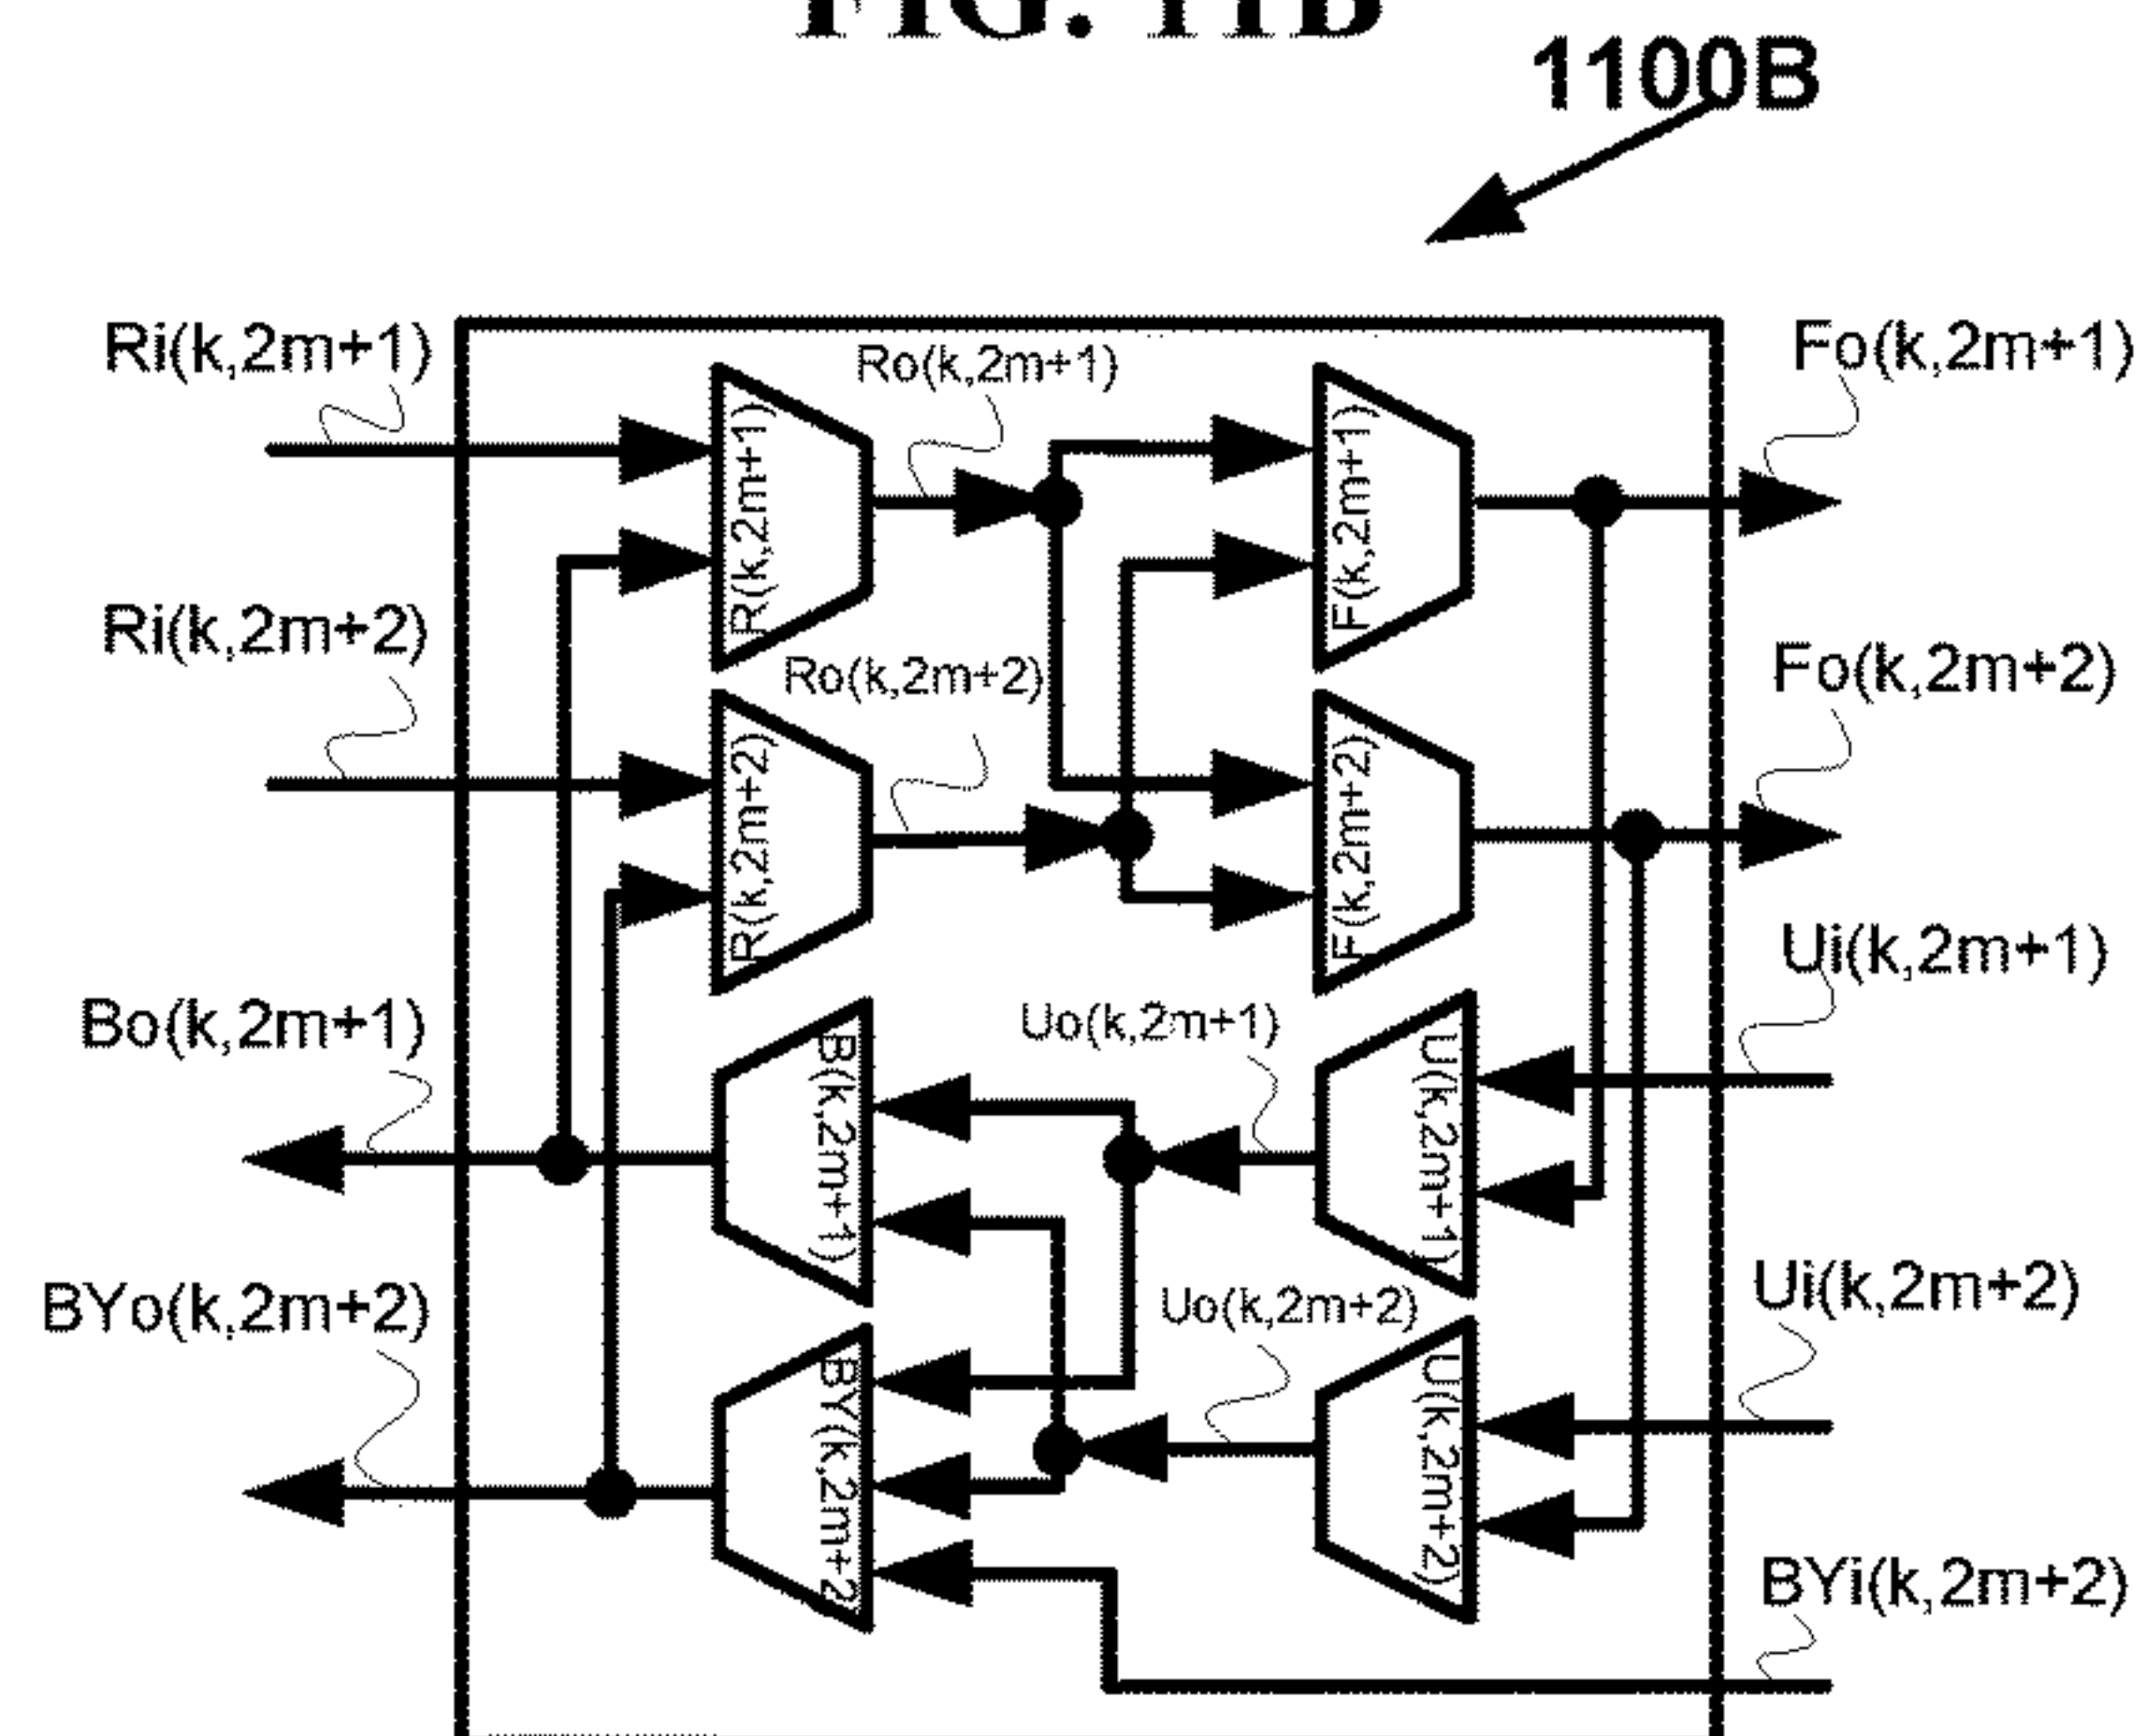 FIG. 11B
1100B
Ri(k,2m+1)
Ro(k,2m+1)
Fo(k,2m+1)
R(k,2m+1)
F(k,2m+1)
Ri(k,2m+2)
Ro(k,2m+2)
Fo(k,2m+2)
R(k,2m+2)
F(k,2m+2)
Ui(k,2m+1)
Bo(k,2m+1)
Uo(k,2m+1)
B(k,2m+1)
U(k,2m+1)
BYo(k,2m+2)
Uo(k,2m+2)
Ui(k,2m+2)
BY(k,2m+2
U(k,2m+2)
BYi(k,2m+2)